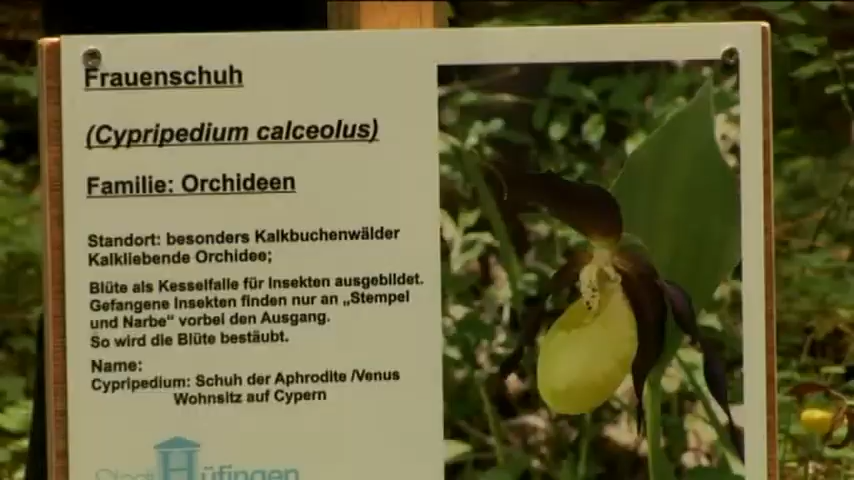 Frauenschuh
(Cypripedium calceolus)
Familie: Orchideen
Standort: besonders Kalkbuchenwälder
Kalkliebende Orchidee;
Blüte als Kesselfalle für Insekten ausgebildet.
Gefangene Insekten finden nur an „Stempel
und Narbe“ vorbei den Ausgang.
So wird die Blüte bestäubt.
Name:
Cypripedium: Schuh der Aphrodite /Venus
Wohnsitz auf Cypern
Stadt Hüfingen